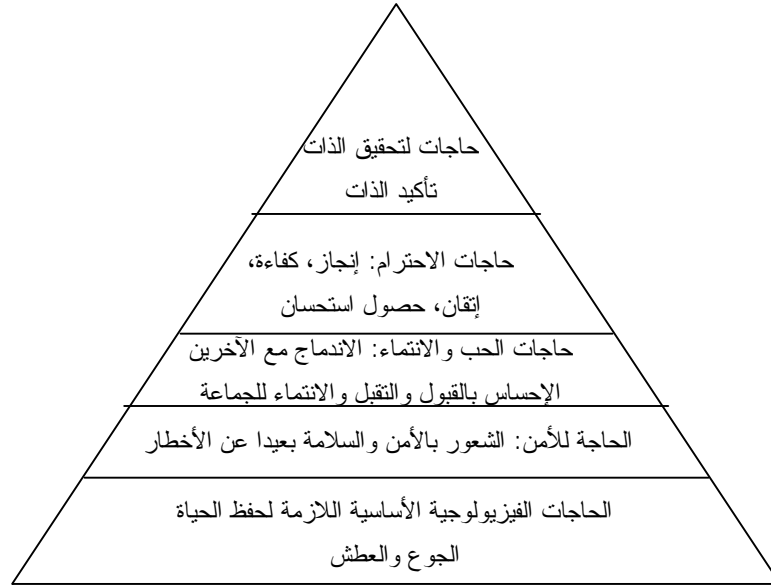 حاجات لتحقيق الذات
تأكيد الذات
حاجات الاحترام: إنجاز، كفاءة،
إتقان، حصول استحسان
حاجات الحب والانتماء: الاندماج مع الآخرين
الإحساس بالقبول والتقبل والانتماء للجماعة
الحاجة للأمن: الشعور بالأمن والسلامة بعيدا عن الأخطار
الحاجات الفيزيولوجية الأساسية اللازمة لحفظ الحياة
الجوع والعطش